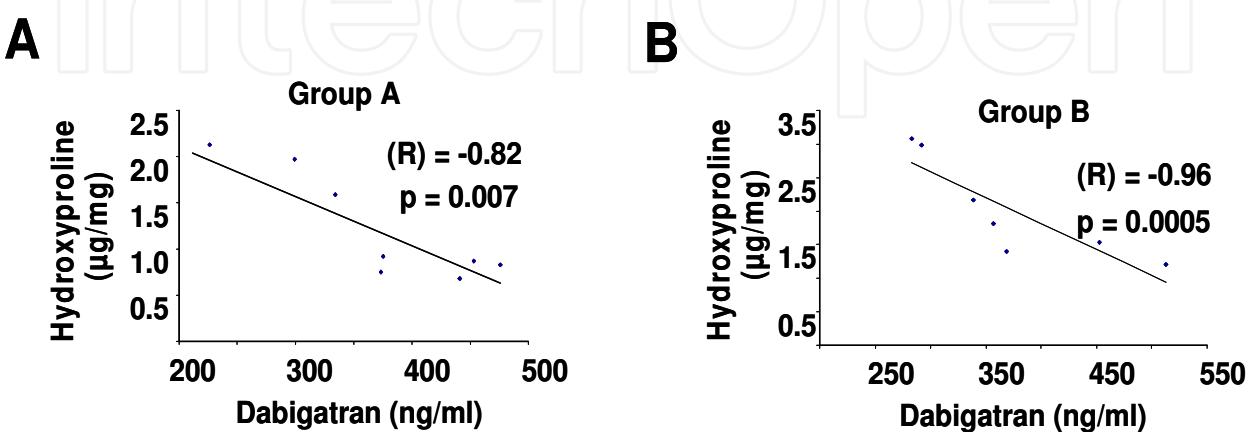 IntechOpen
A
Group A
Hydroxyproline
(µg/mg)
2.5
2.0
1.5
1.0
0.5
(R) = -0.82
p = 0.007
200 300 400 500
Dabigatran (ng/ml)
B
Group B
Hydroxyproline
(µg/mg)
3.5
2.5
1.5
0.5
(R) = -0.96
p = 0.0005
250 350 450 550
Dabigatran (ng/ml)